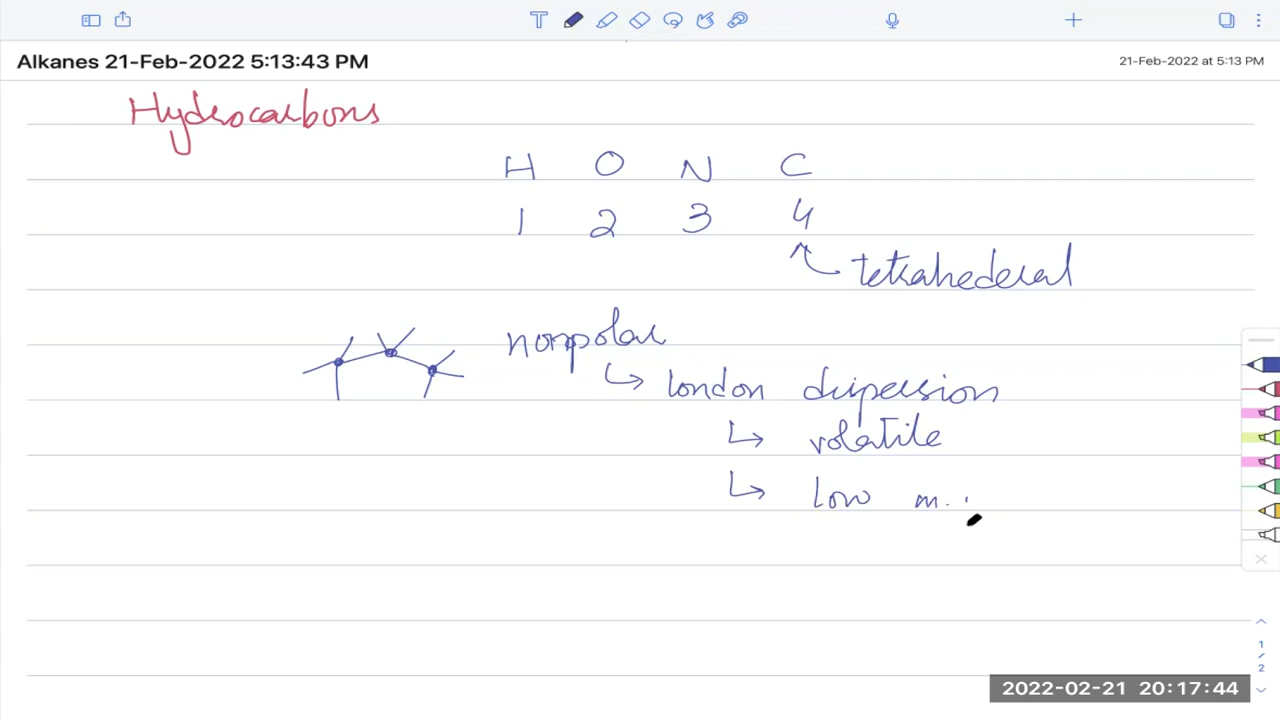 Alkanes 21-Feb-2022 5:13:43 PM
21-Feb-2022 at 5:13 PM
Hydrocarbons
H O N C
1 2 3 4
tetrahederal
nonpolar
london dispersion
volatile
low m.
1
/
2
2022-02-21 20:17:44